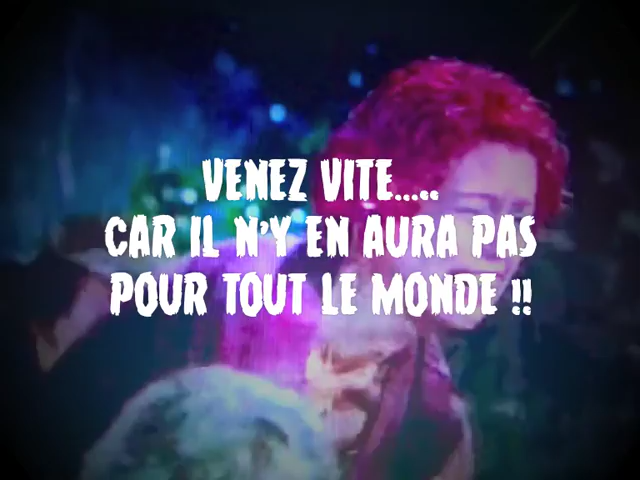 VENEZ VITE.....
CAR IL N'Y EN AURA PAS
POUR TOUT LE MONDE !!